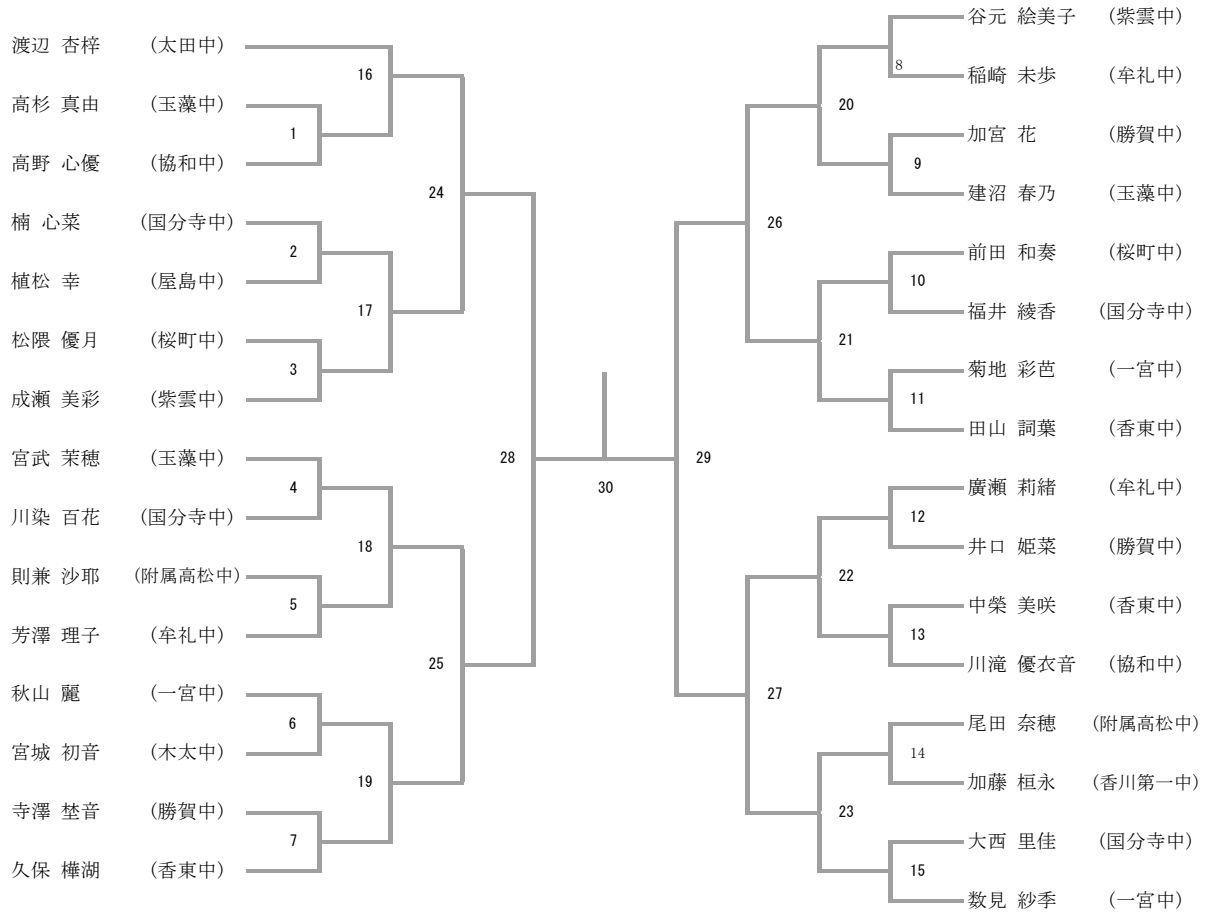 渡辺 杏梓 (太田中)
16
高杉 真由 (玉藻中)
1
高野 心優 (協和中)
24
楠 心菜 (国分寺中)
2
植松 幸 (屋島中)
17
松隈 優月 (桜町中)
3
成瀬 美彩 (紫雲中)
28
宮武 茉穂 (玉藻中)
4
川染 百花 (国分寺中)
18
則兼 沙耶 (附属高松中)
5
芳澤 理子 (牟礼中)
25
秋山 麗 (一宮中)
6
宮城 初音 (木太中)
19
寺澤 埜音 (勝賀中)
7
久保 樺湖 (香東中)
30
谷元 絵美子 (紫雲中)
8
稲崎 未歩 (牟礼中)
20
加宮 花 (勝賀中)
9
建沼 春乃 (玉藻中)
26
前田 和奏 (桜町中)
10
福井 綾香 (国分寺中)
21
菊地 彩芭 (一宮中)
11
田山 詞葉 (香東中)
29
廣瀬 莉緒 (牟礼中)
12
井口 姫菜 (勝賀中)
22
中榮 美咲 (香東中)
13
川滝 優衣音 (協和中)
27
尾田 奈穂 (附属高松中)
14
加藤 桓永 (香川第一中)
23
大西 里佳 (国分寺中)
15
数見 紗季 (一宮中)